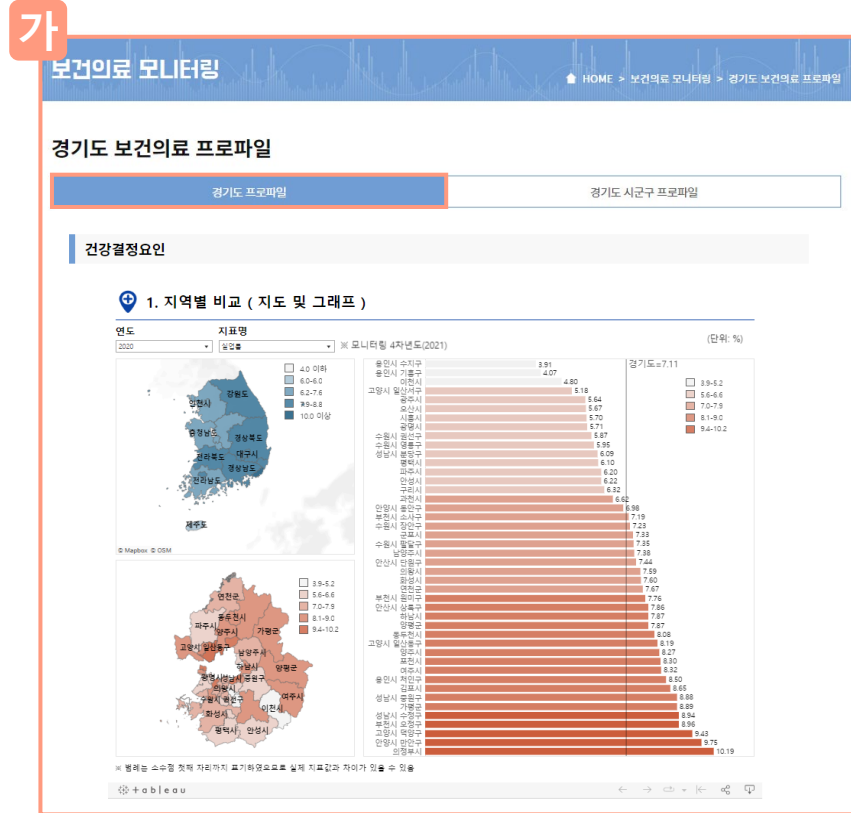 가
보건의료 모니터링
HOME > 보건의료 모니터링 > 경기도 보건의료 프로파일
경기도 보건의료 프로파일
경기도 프로파일
경기도 시군구 프로파일
건강결정요인
1. 지역별 비교 ( 지도 및 그래프 )
연도
지표명
2020
실업률
※ 모니터링 4차년도(2021)
(단위: %)
4.0 이하
6.0-6.0
6.2-7.6
7.9-8.8
10.0 이상
강원도
인천시
충청남도
경상북도
전라북도
대구시
경상남도
전라남도
제주도
© Mapbox © OSM
경기도=7.11
3.9-5.2
5.6-6.6
7.0-7.9
8.1-9.0
9.4-10.2
용인시 수지구 3.91
용인시 기흥구 4.07
이천시 4.80
고양시 일산서구 5.18
광주시 5.64
오산시 5.67
시흥시 5.70
광명시 5.71
수원시 권선구 5.87
수원시 영통구 5.95
성남시 분당구 6.09
평택시 6.10
파주시 6.20
안성시 6.22
구리시 6.32
과천시 6.62
안양시 동안구 6.98
부천시 소사구 7.19
수원시 장안구 7.23
군포시 7.33
수원시 팔달구 7.35
남양주시 7.38
안산시 단원구 7.44
의왕시 7.59
화성시 7.60
연천군 7.67
부천시 원미구 7.76
안산시 상록구 7.86
하남시 7.87
양평군 7.87
동두천시 8.08
고양시 일산동구 8.19
양주시 8.27
포천시 8.30
여주시 8.32
용인시 처인구 8.50
김포시 8.65
성남시 중원구 8.88
가평군 8.89
성남시 수정구 8.94
부천시 오정구 8.96
고양시 덕양구 9.43
안양시 만안구 9.75
의정부시 10.19
3.9-5.2
5.6-6.6
7.0-7.9
8.1-9.0
9.4-10.2
연천군
동두천시
파주시
양주시
가평군
고양시 일산동구
남양주시
하남시
양평군
광명시
성남시 중원구
의왕시
수원시 권선구
여주시
이천시
화성시
평택시
안성시
※ 범례는 소수점 첫째 자리까지 표기하였으므로 실제 지표값과 차이가 있을 수 있음
+ a b l e a u